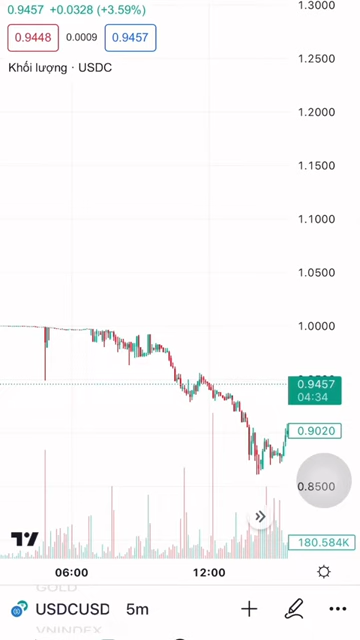 0.9457 +0.0328 (+3.59%)
0.9448 0.0009 0.9457
Khối lượng · USDC
1.3000
1.2500
1.2000
1.1500
1.1000
1.0500
1.0000
0.9457
04:34
0.9020
0.8500
180.584K
06:00 12:00
GOLD
USDCUSD 5m
VNINDEX